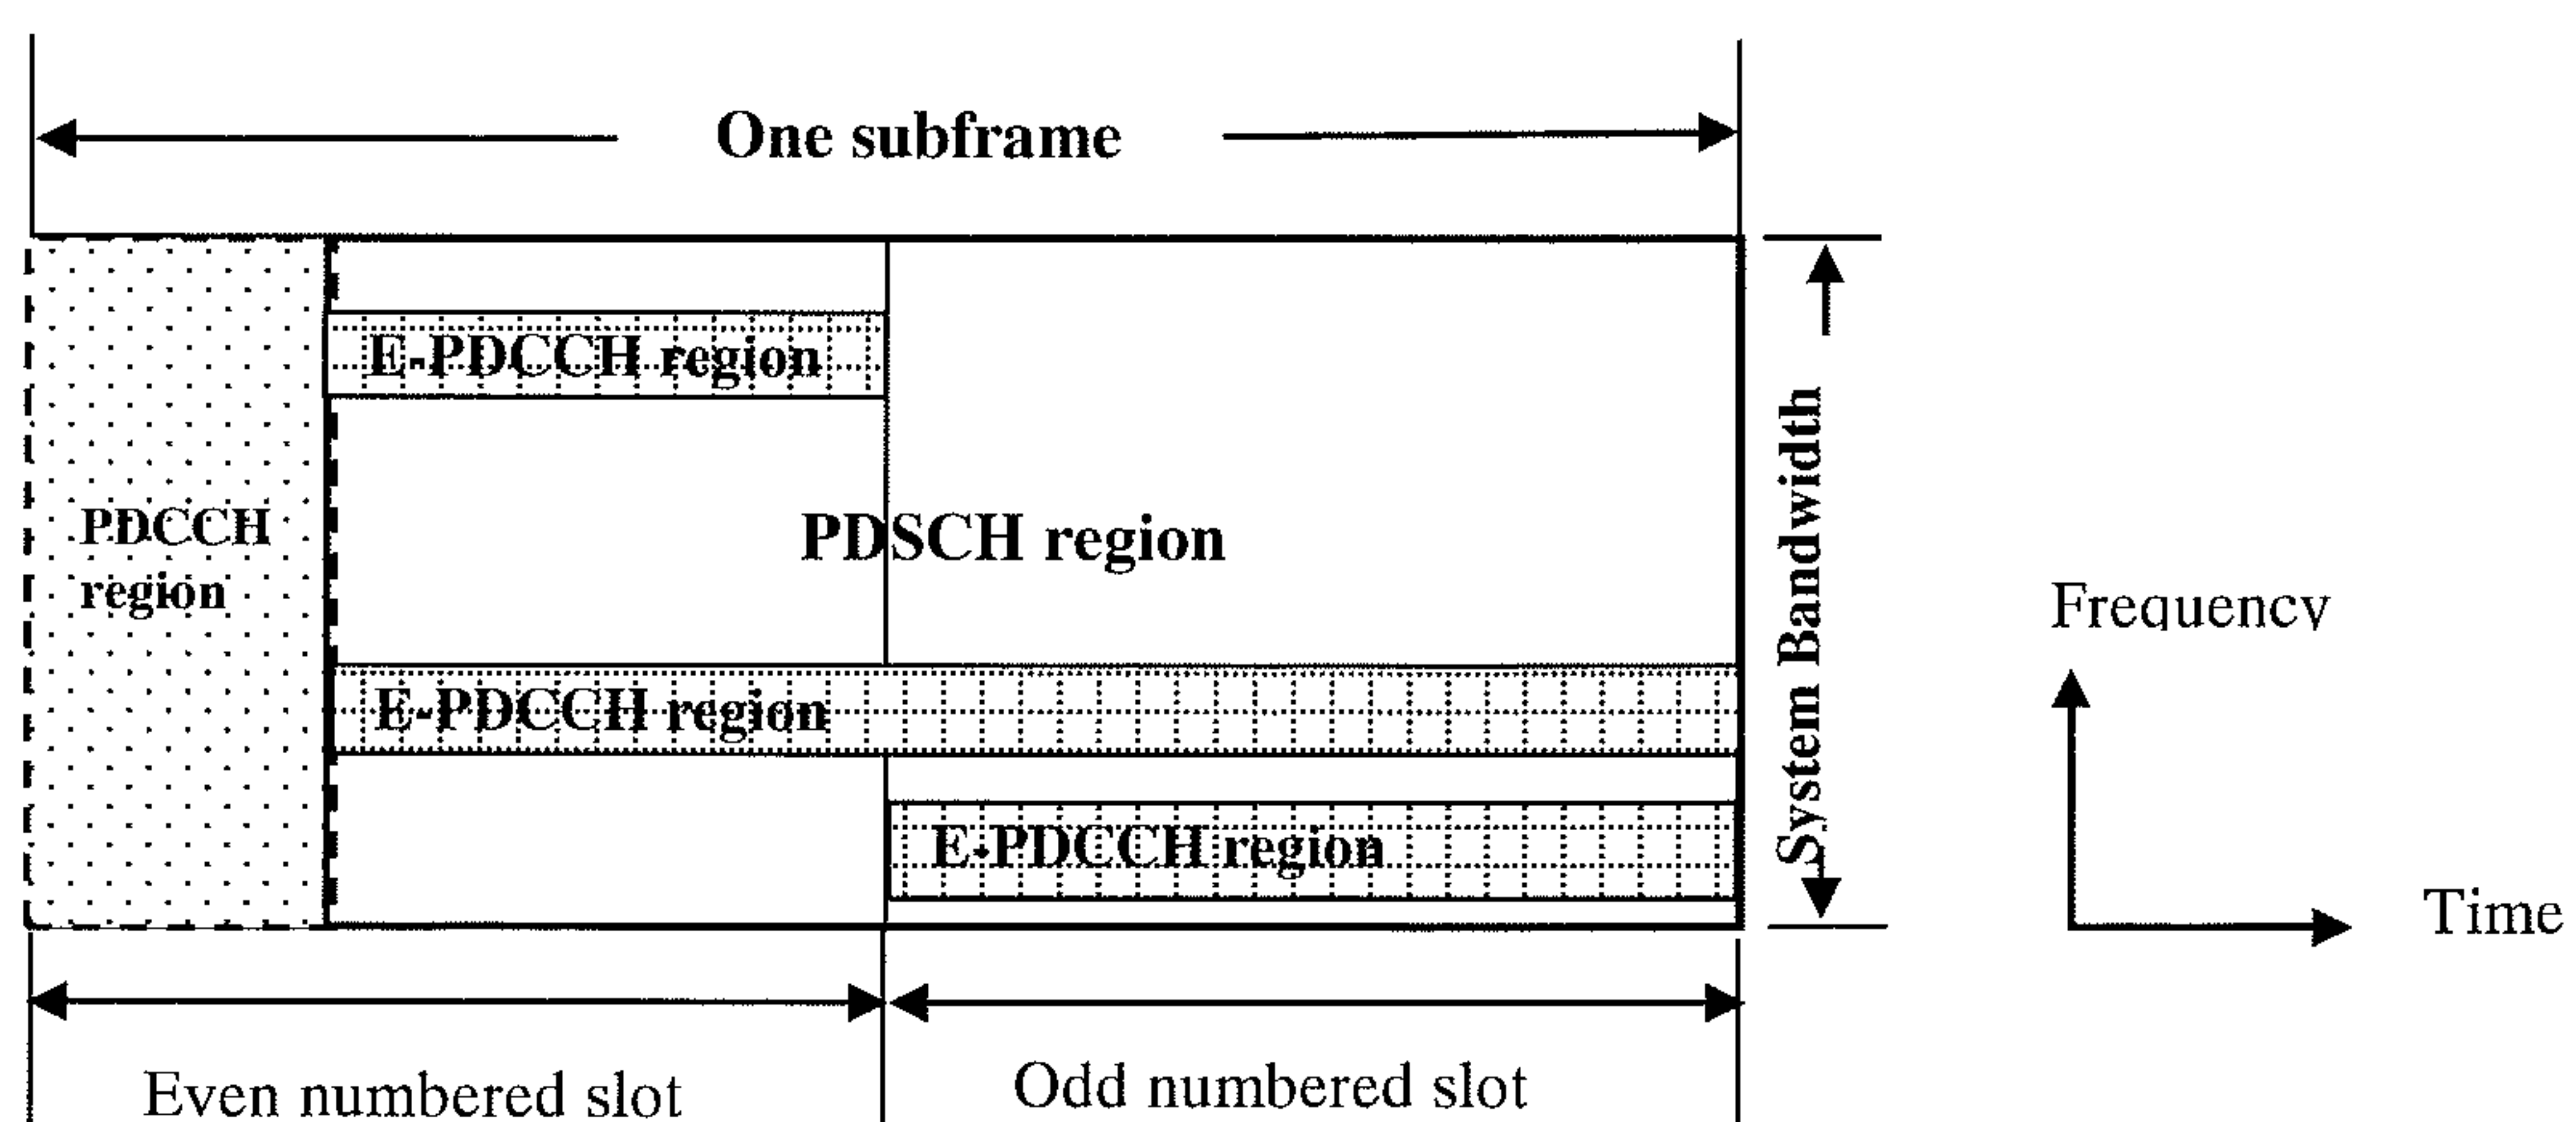 One subframe
E-PDCCH region
PDCCH
region
PDSCH region
System Bandwidth
E-PDCCH region
E-PDCCH region
Frequency
Time
Even numbered slot
Odd numbered slot